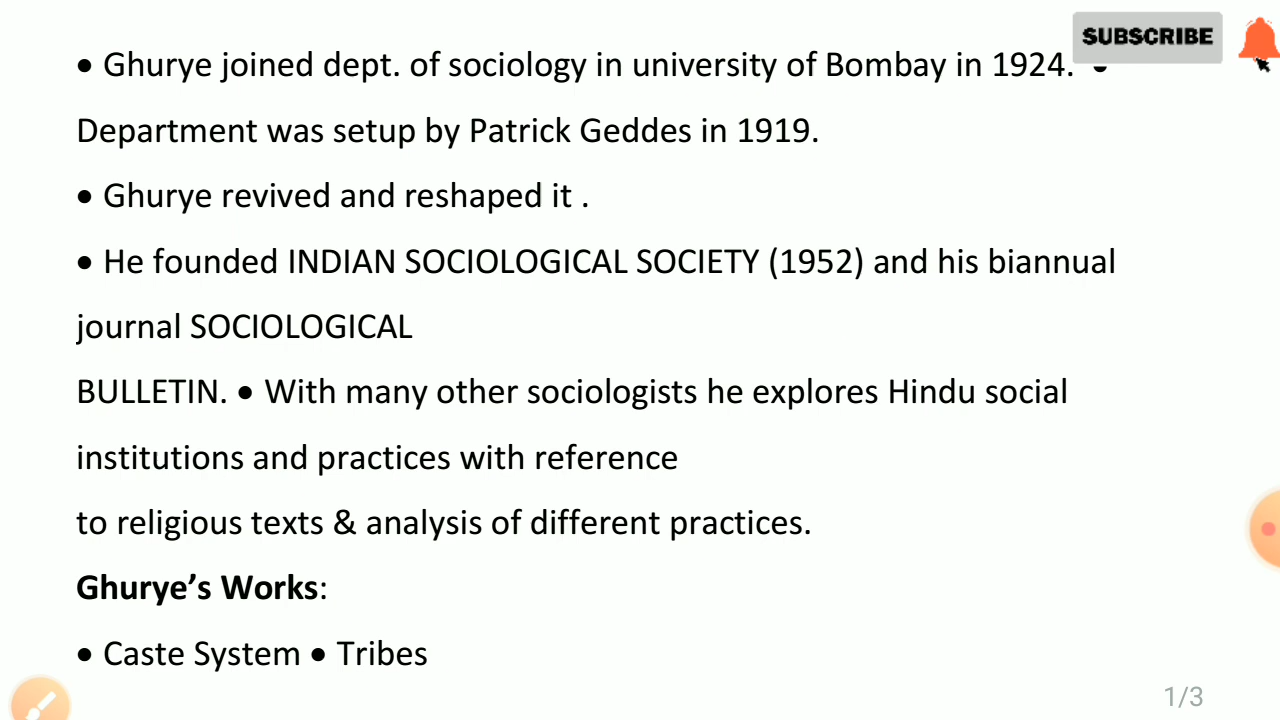 SUBSCRIBE
• Ghurye joined dept. of sociology in university of Bombay in 1924. •
Department was setup by Patrick Geddes in 1919.
• Ghurye revived and reshaped it .
• He founded INDIAN SOCIOLOGICAL SOCIETY (1952) and his biannual
journal SOCIOLOGICAL
BULLETIN. • With many other sociologists he explores Hindu social
institutions and practices with reference
to religious texts & analysis of different practices.
Ghurye’s Works:
• Caste System • Tribes
1/3